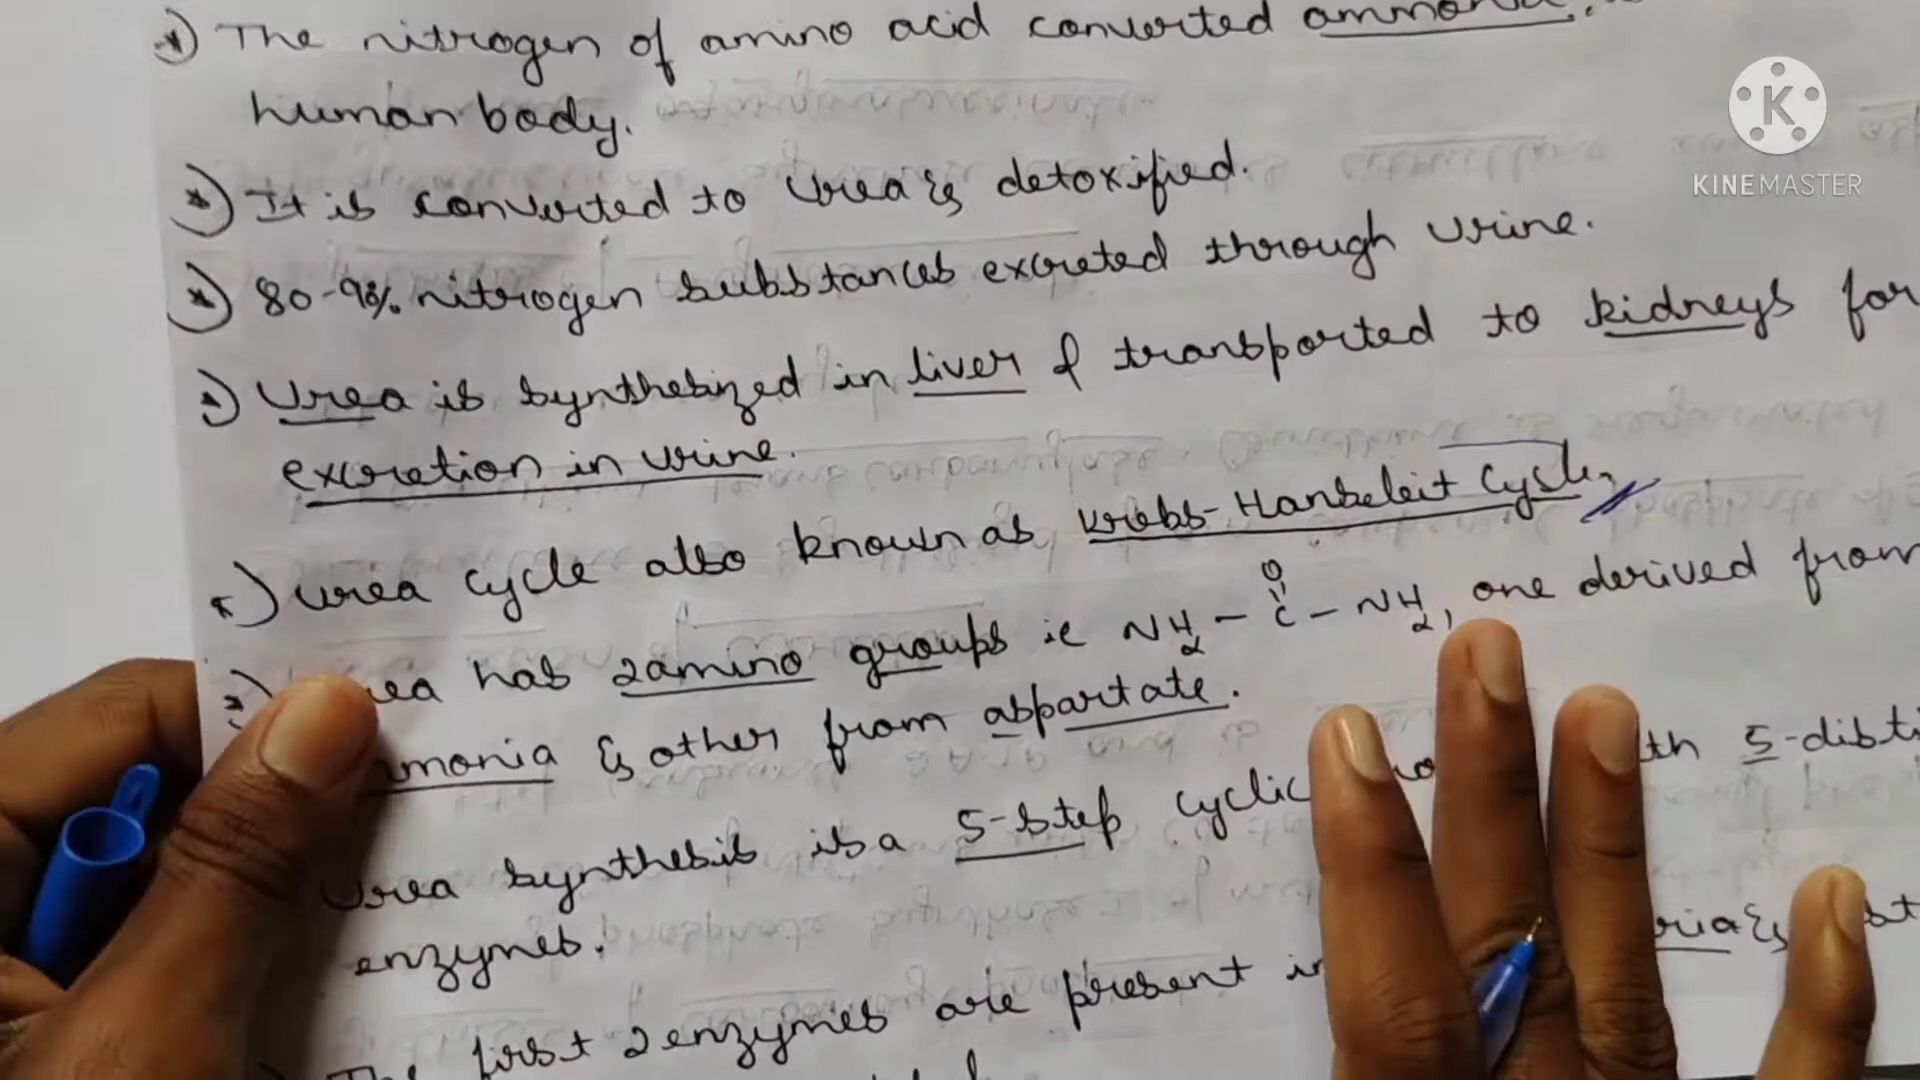 The nitrogen of amino acid converted ammonia
human body.
It is converted to urea & detoxified.
80-90% nitrogen substances excreted through urine.
Urea is synthesized in liver & transported to kidneys for
excretion in urine.
Urea cycle also known as Krebs-Hanseleit Cycle
has 2 amino groups ie NH2 - C - NH2, one derived from
O
& other from aspartate.
Urea synthesis is a 5-step cyclic 5-
enzymes.
The first 2 enzymes are present in
KINEMASTER